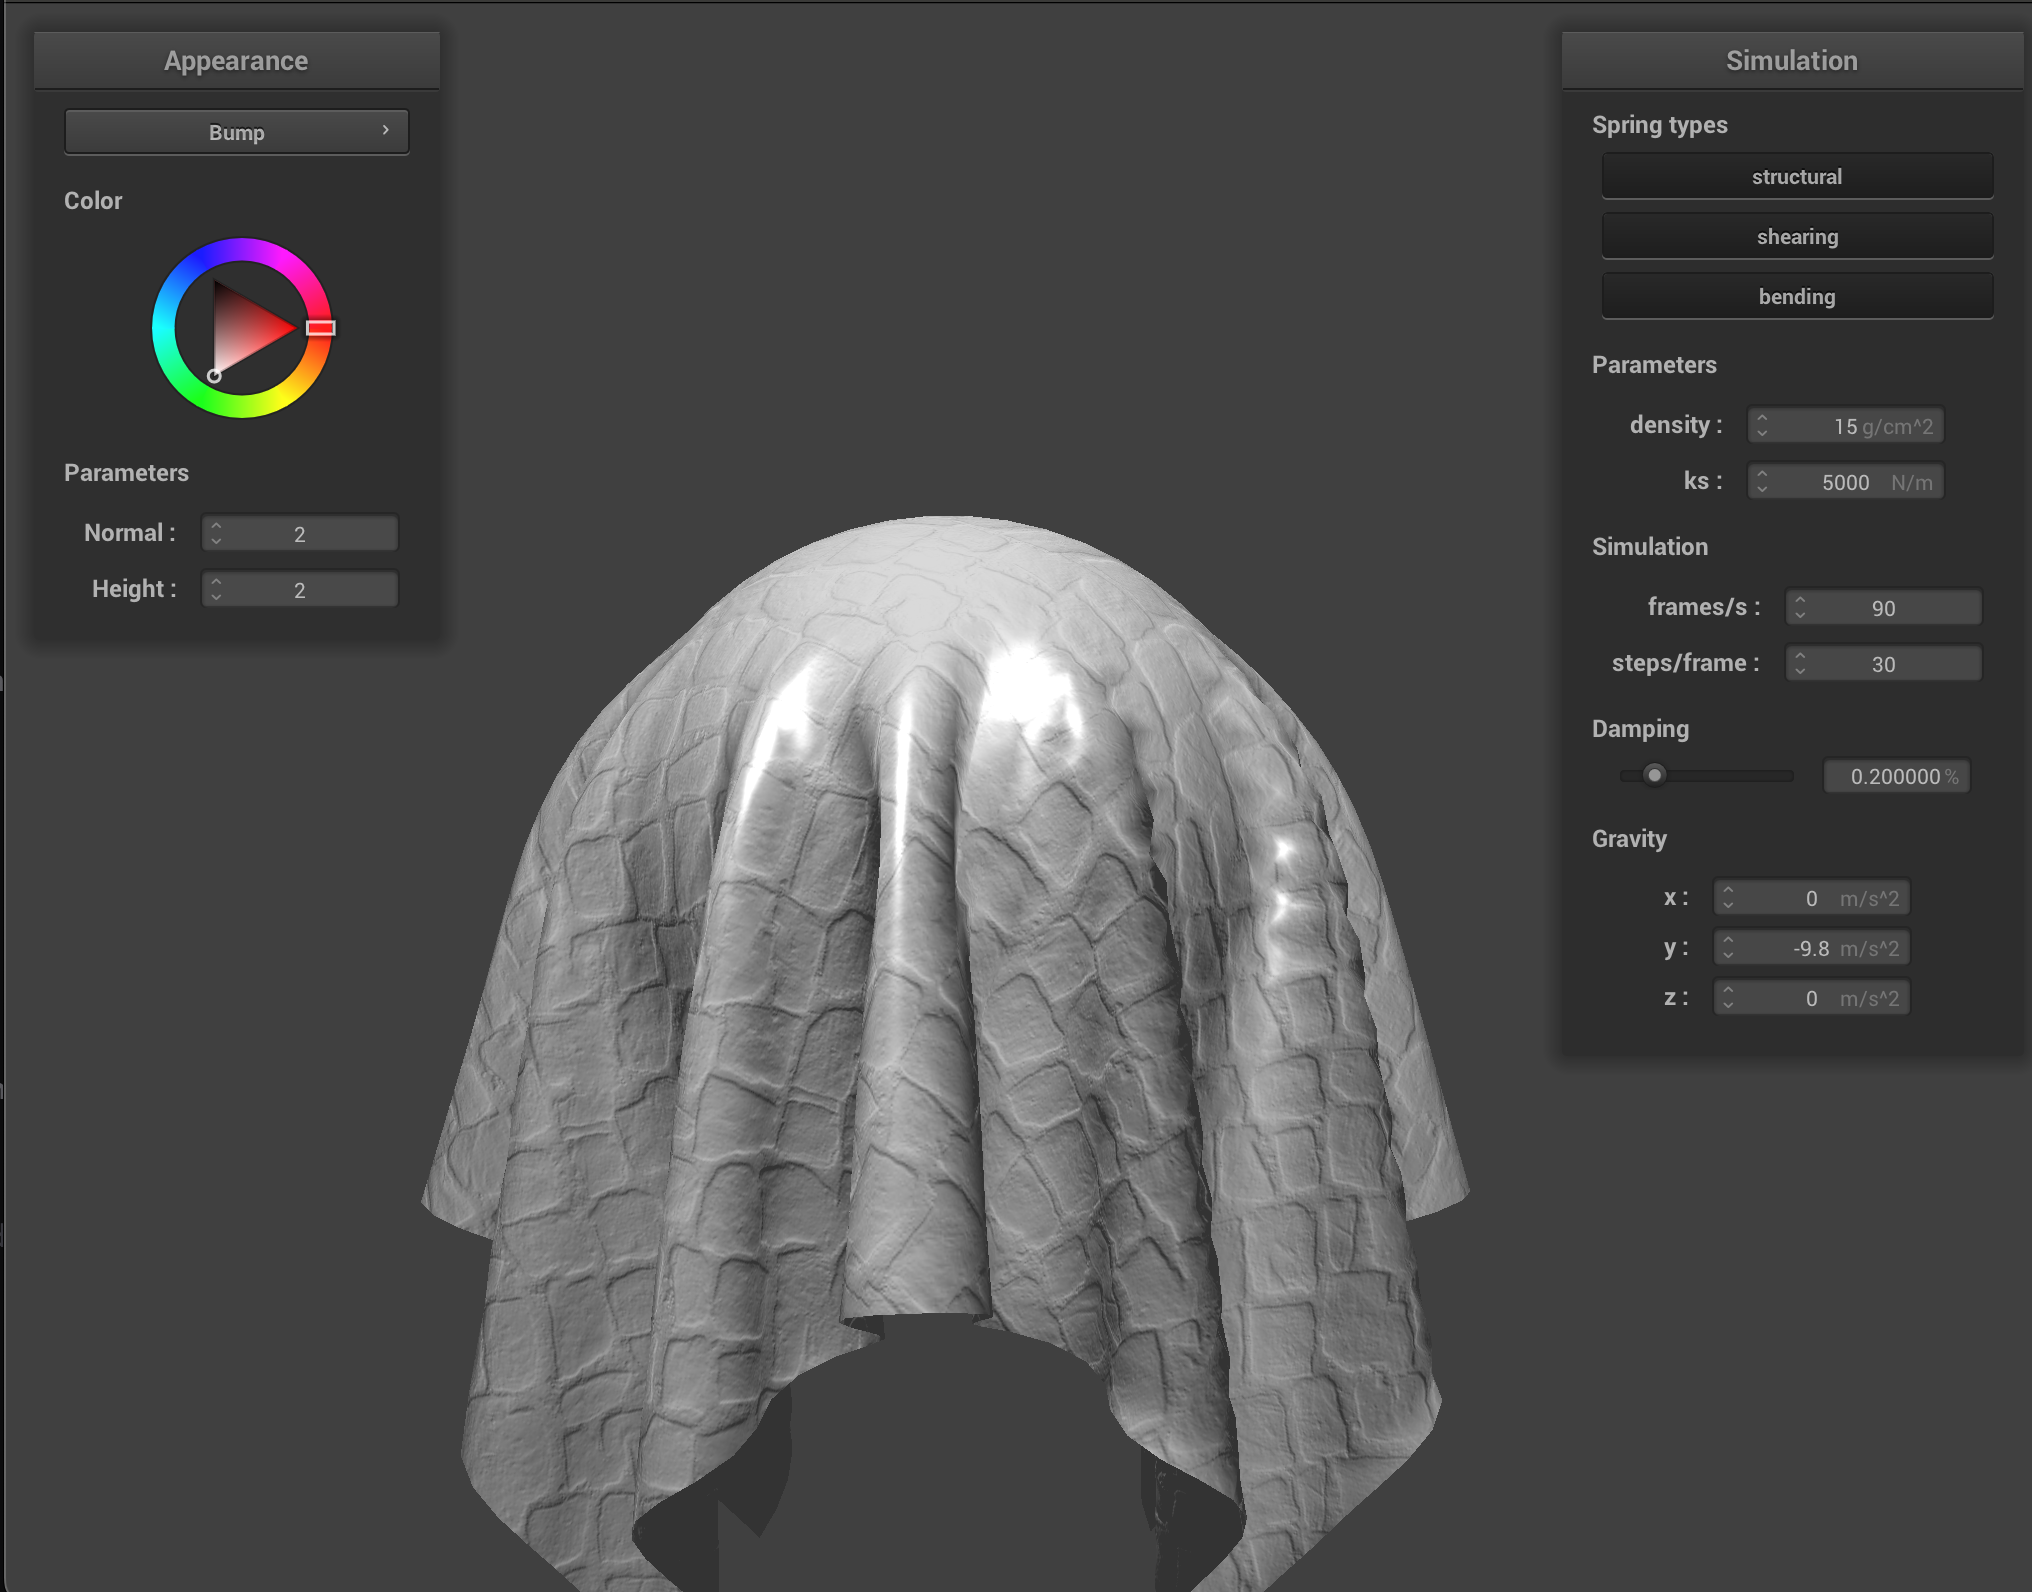 Appearance
Bump
Color
Parameters
Normal : 2
Height : 2
Simulation
Spring types
structural
shearing
bending
Parameters
density : 15 g/cm^2
ks : 5000 N/m
Simulation
frames/s : 90
steps/frame : 30
Damping
0.200000 %
Gravity
x : 0 m/s^2
y : -9.8 m/s^2
z : 0 m/s^2